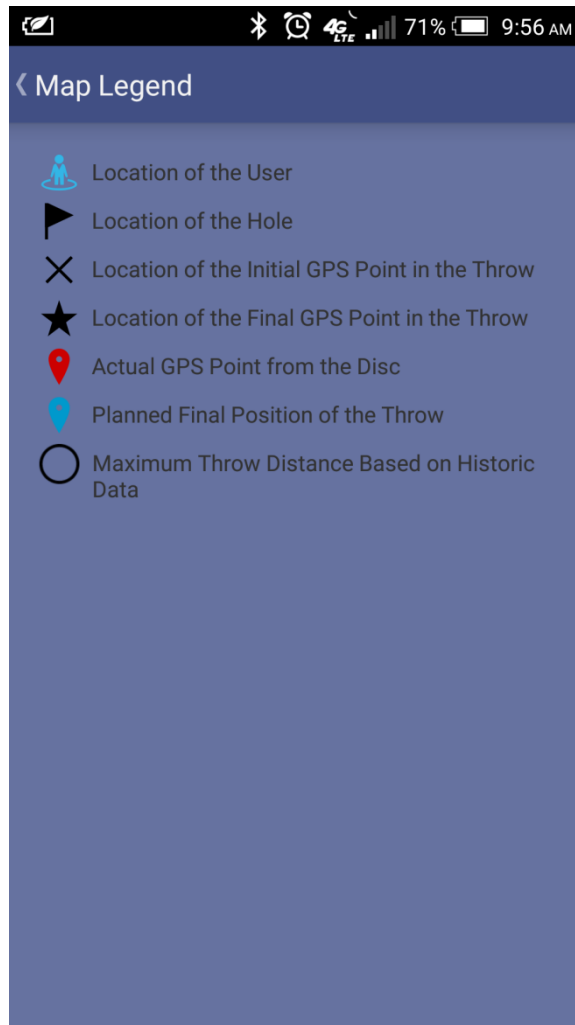 4G LTE 71% 9:56 AM
Map Legend
Location of the User
Location of the Hole
Location of the Initial GPS Point in the Throw
Location of the Final GPS Point in the Throw
Actual GPS Point from the Disc
Planned Final Position of the Throw
Maximum Throw Distance Based on Historic
Data